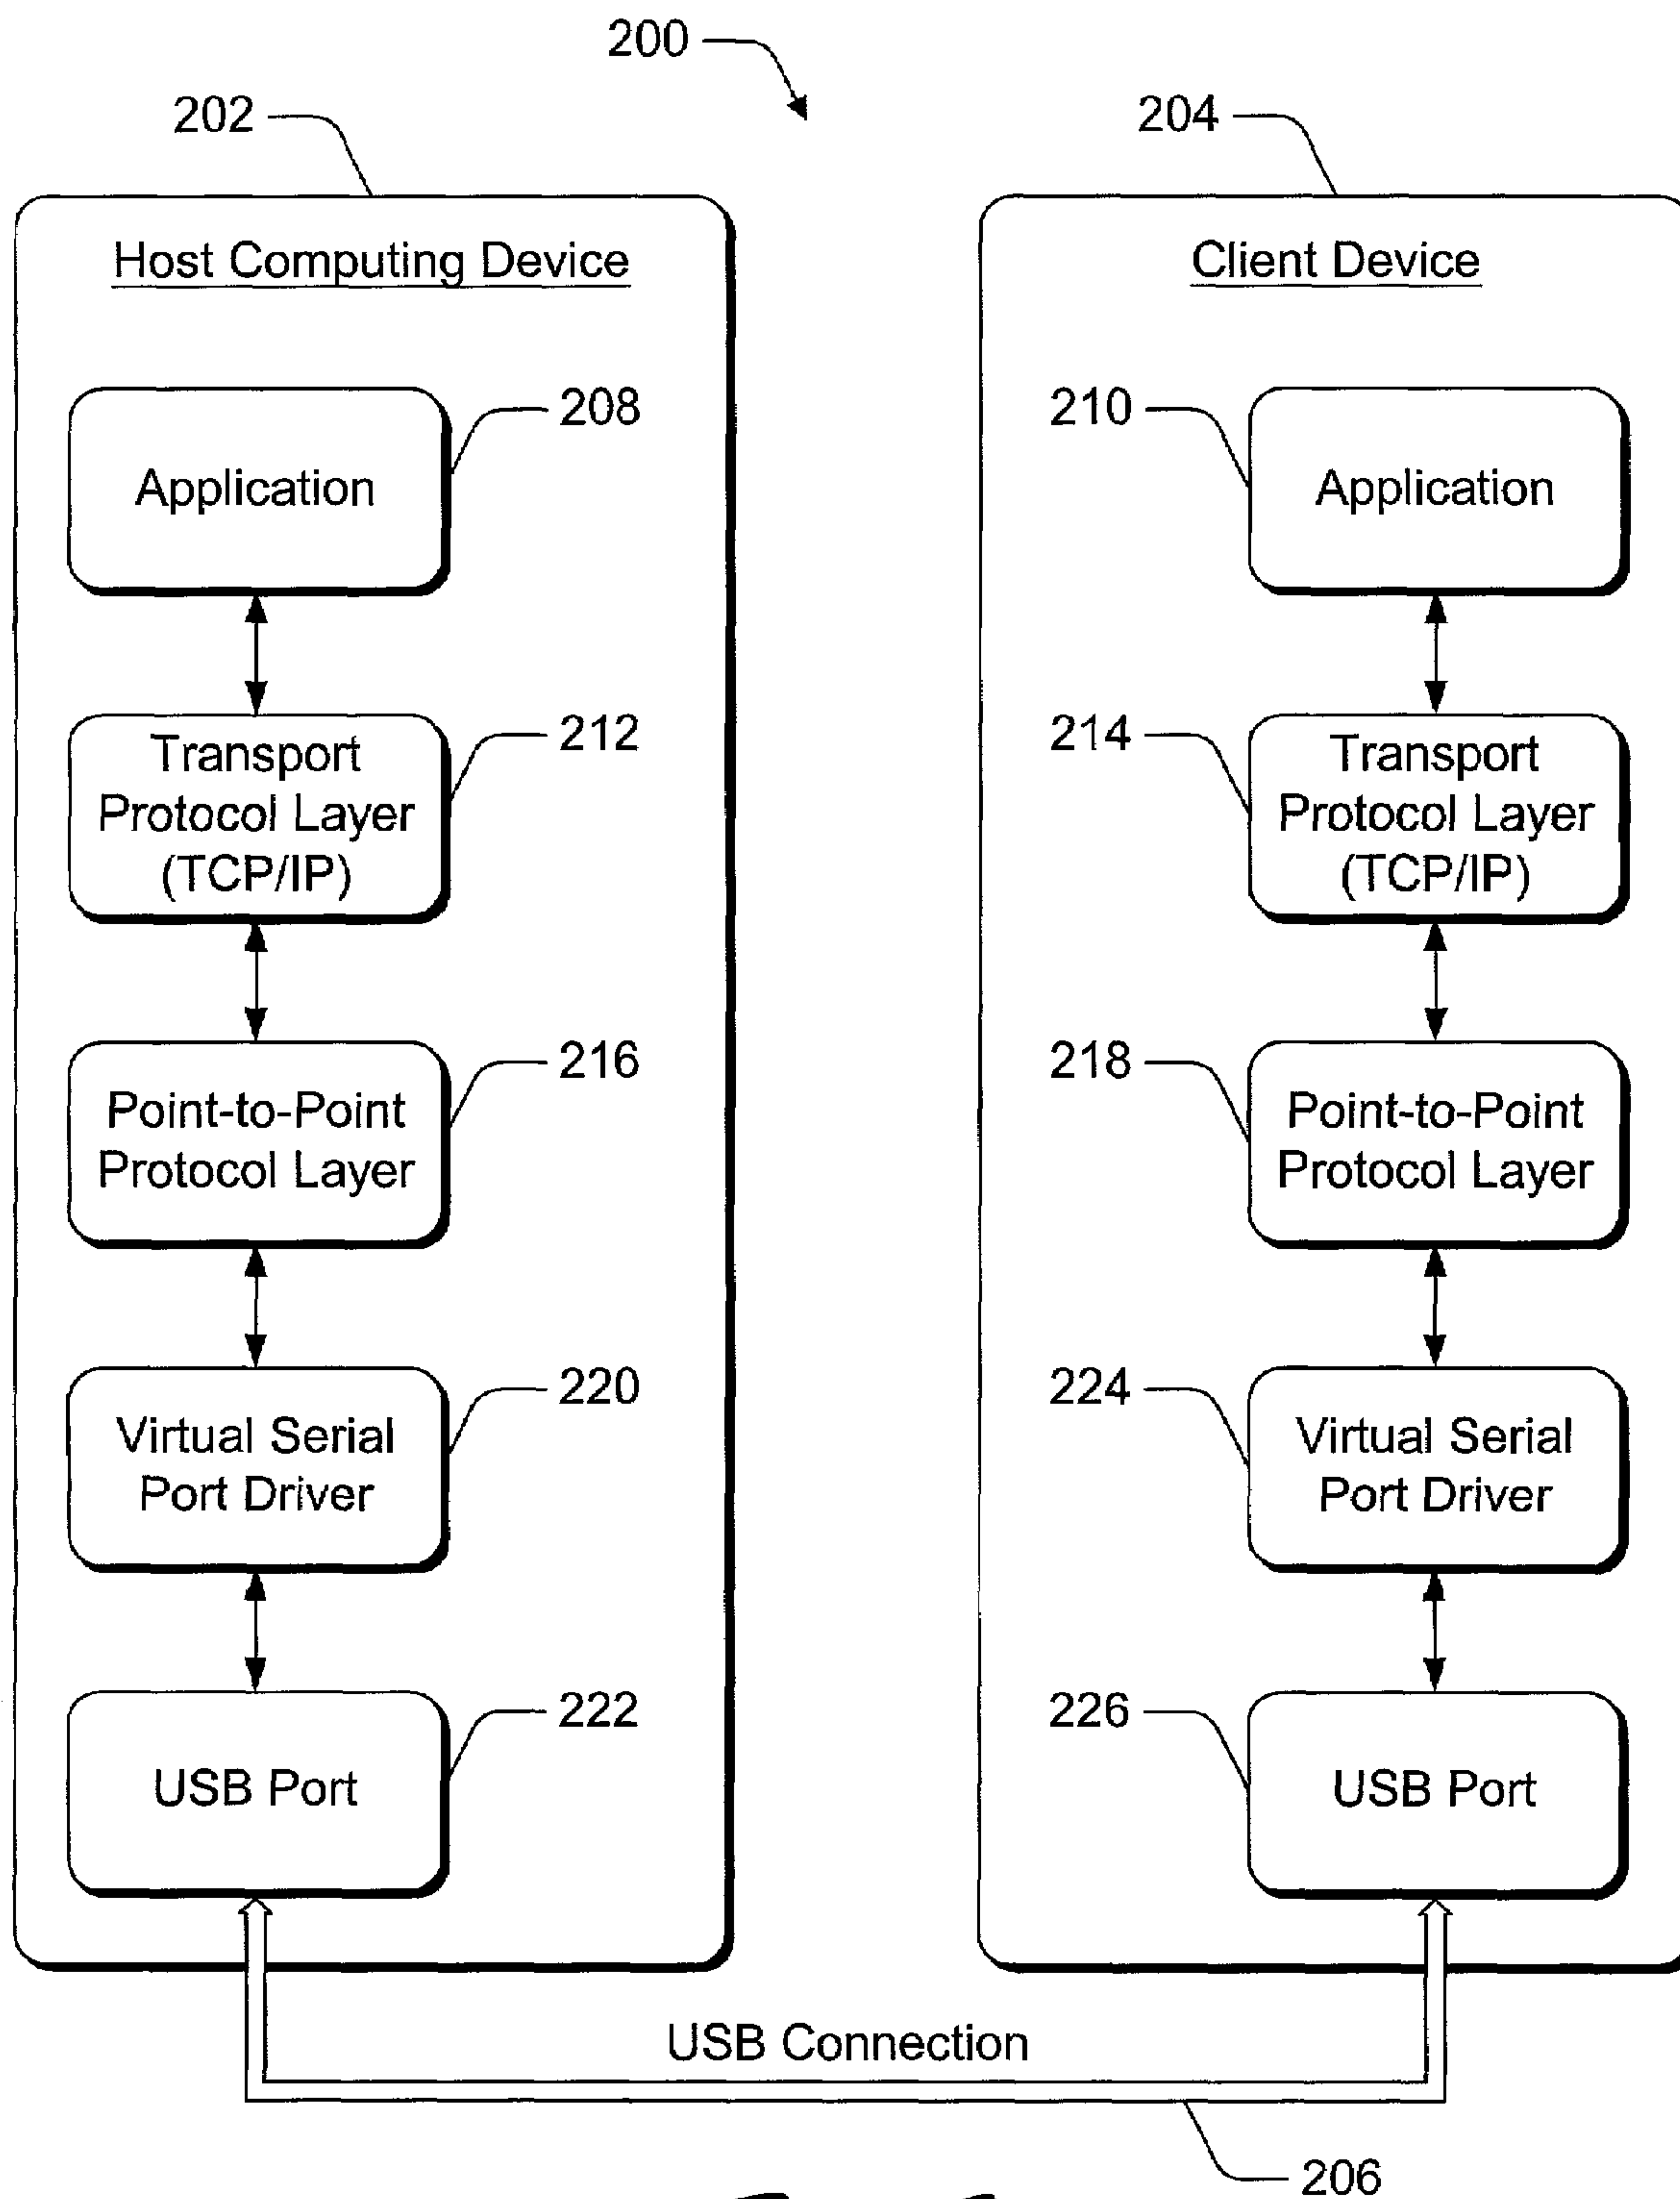 200
202
204
Host Computing Device
Client Device
208
Application
210
Application
212
Transport
Protocol Layer
(TCP/IP)
214
Transport
Protocol Layer
(TCP/IP)
216
Point-to-Point
Protocol Layer
218
Point-to-Point
Protocol Layer
220
Virtual Serial
Port Driver
224
Virtual Serial
Port Driver
222
USB Port
226
USB Port
USB Connection
206